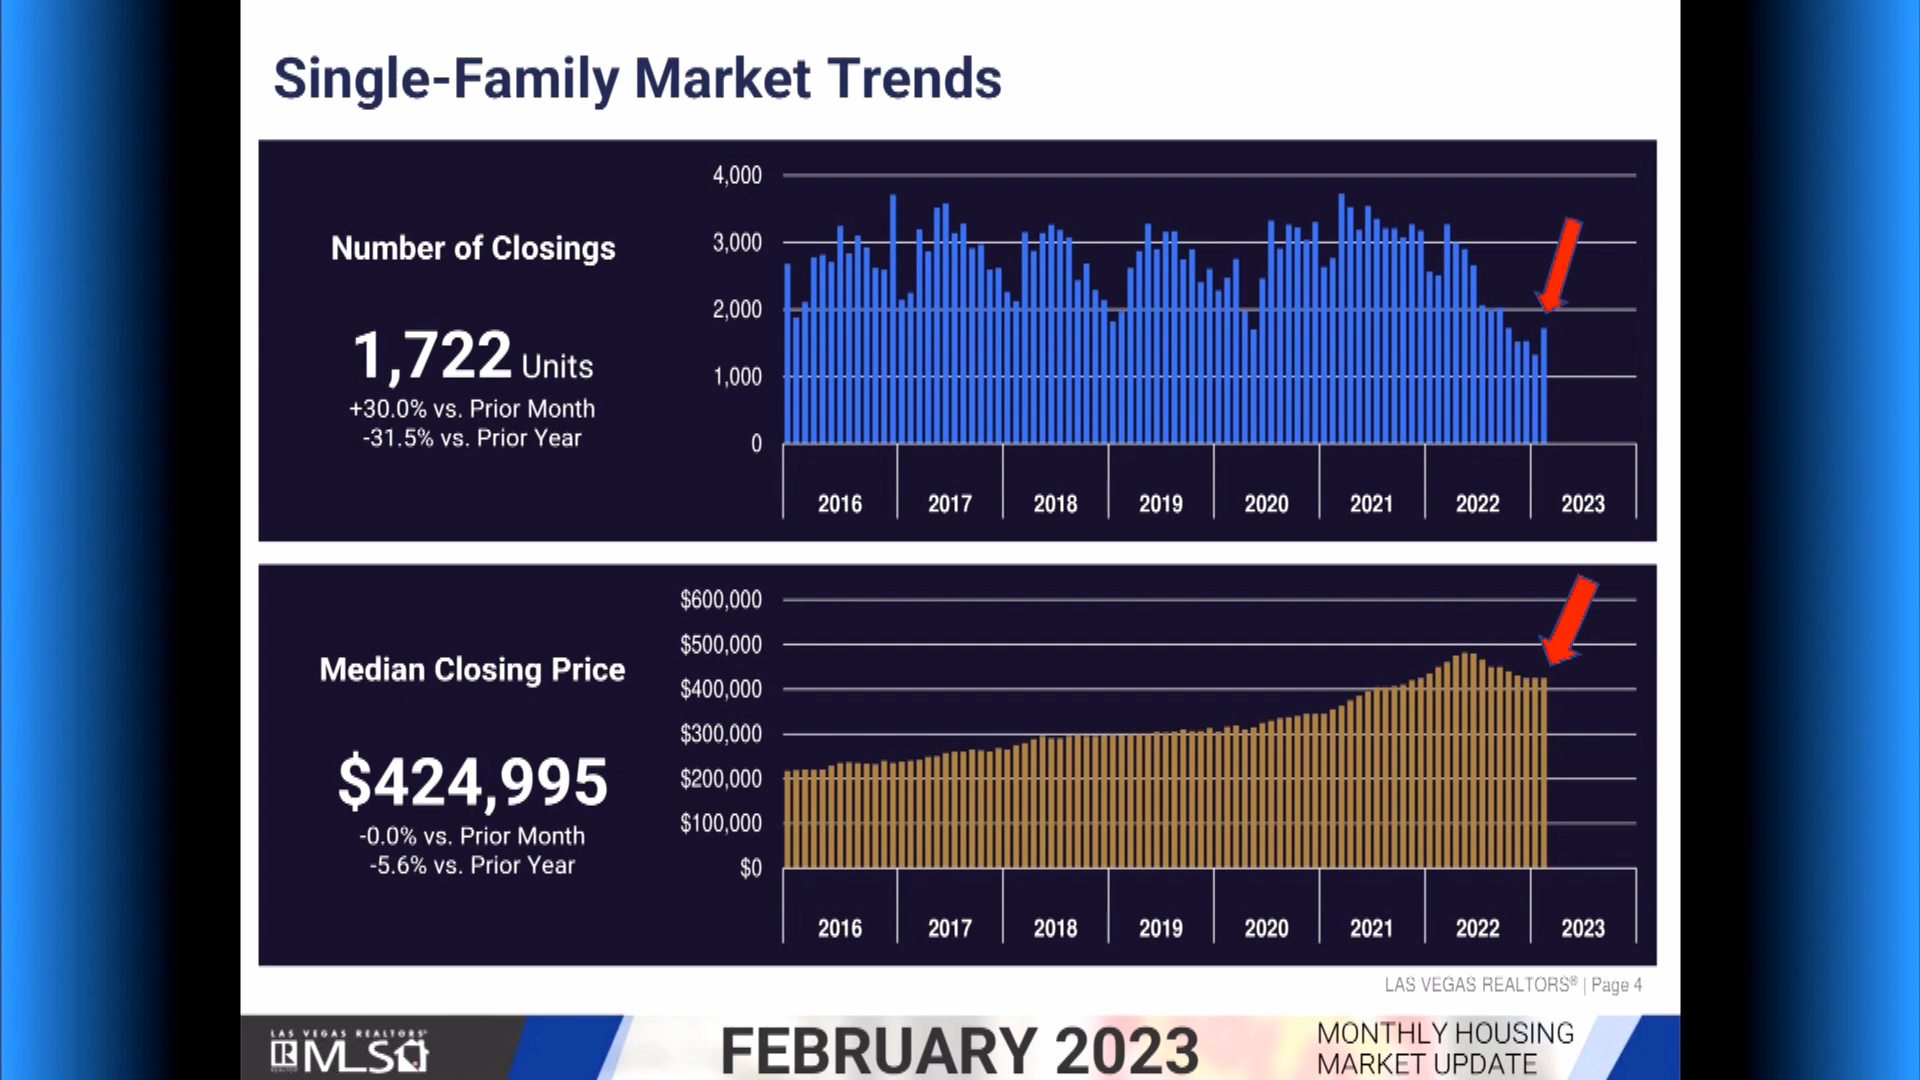 Single-Family Market Trends
Number of Closings
1,722 Units
+30.0% vs. Prior Month
-31.5% vs. Prior Year
4,000
3,000
2,000
1,000
0
2016 2017 2018 2019 2020 2021 2022 2023
Median Closing Price
$424,995
-0.0% vs. Prior Month
-5.6% vs. Prior Year
$600,000
$500,000
$400,000
$300,000
$200,000
$100,000
$0
2016 2017 2018 2019 2020 2021 2022 2023
LAS VEGAS REALTORS® | Page 4
LAS VEGAS REALTORS®
MLS
FEBRUARY 2023
MONTHLY HOUSING
MARKET UPDATE